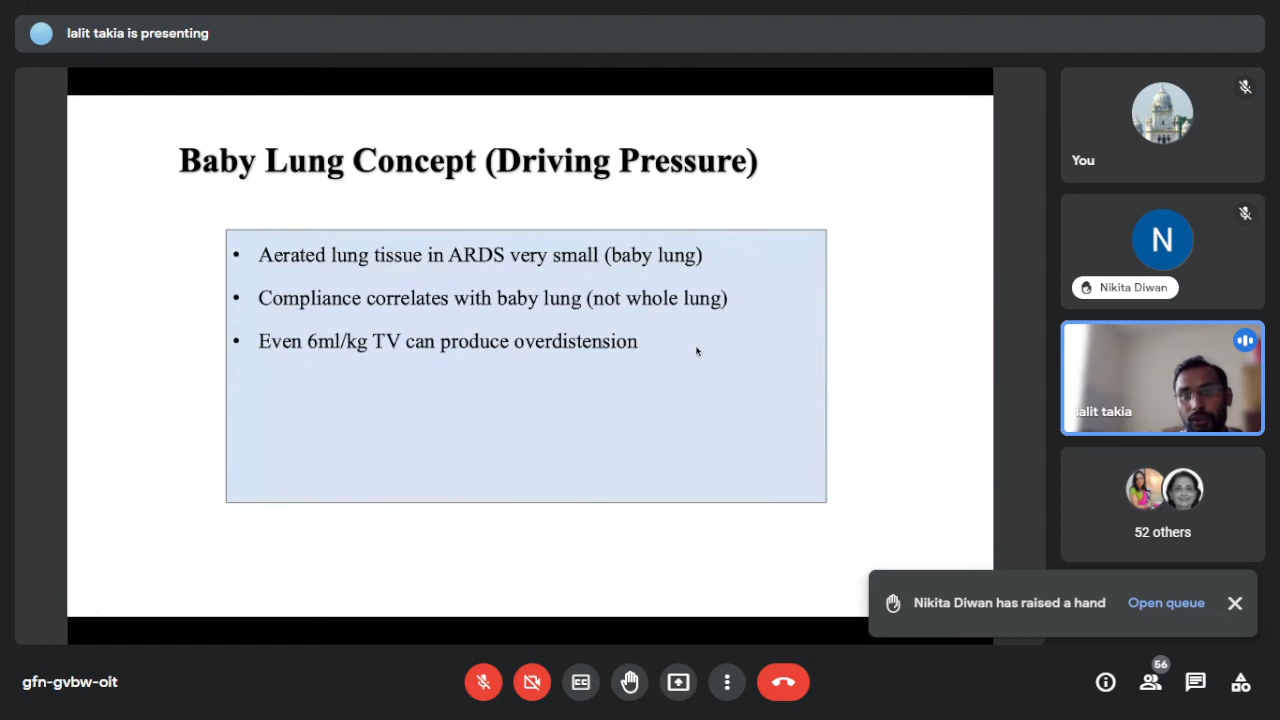 lalit takia is presenting
Baby Lung Concept (Driving Pressure)
• Aerated lung tissue in ARDS very small (baby lung)
• Compliance correlates with baby lung (not whole lung)
• Even 6ml/kg TV can produce overdistension
You
N
Nikita Diwan
lalit takia
52 others
Nikita Diwan has raised a hand Open queue
gfn-gvbw-oit
CC
56